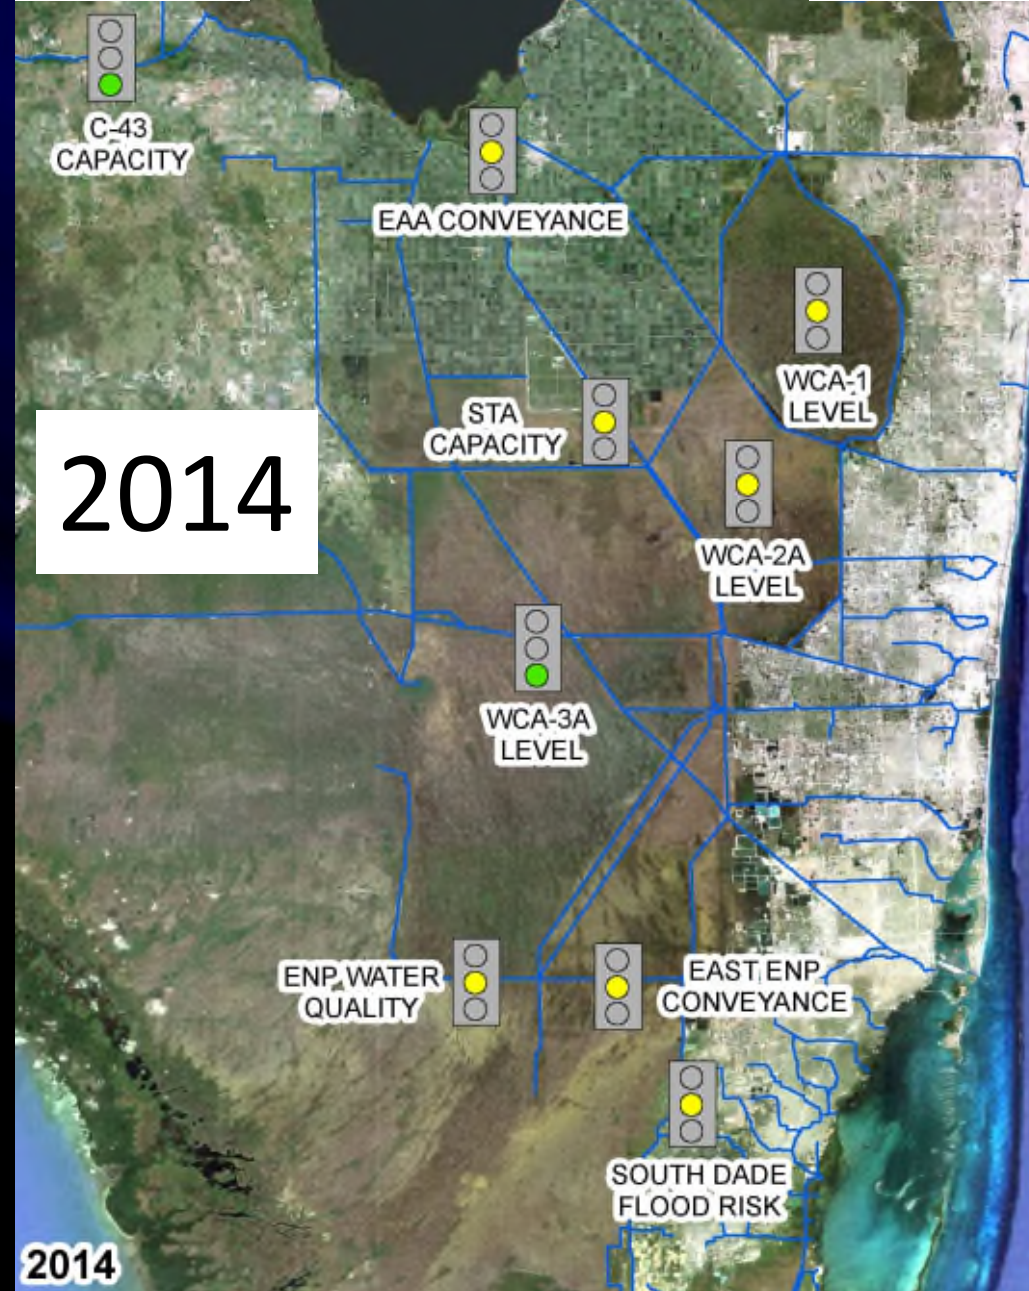 C-43
CAPACITY
EAA CONVEYANCE
WCA-1
LEVEL
STA
CAPACITY
2014
WCA-2A
LEVEL
WCA-3A
LEVEL
ENP WATER
QUALITY
EAST ENP
CONVEYANCE
SOUTH DADE
FLOOD RISK
2014